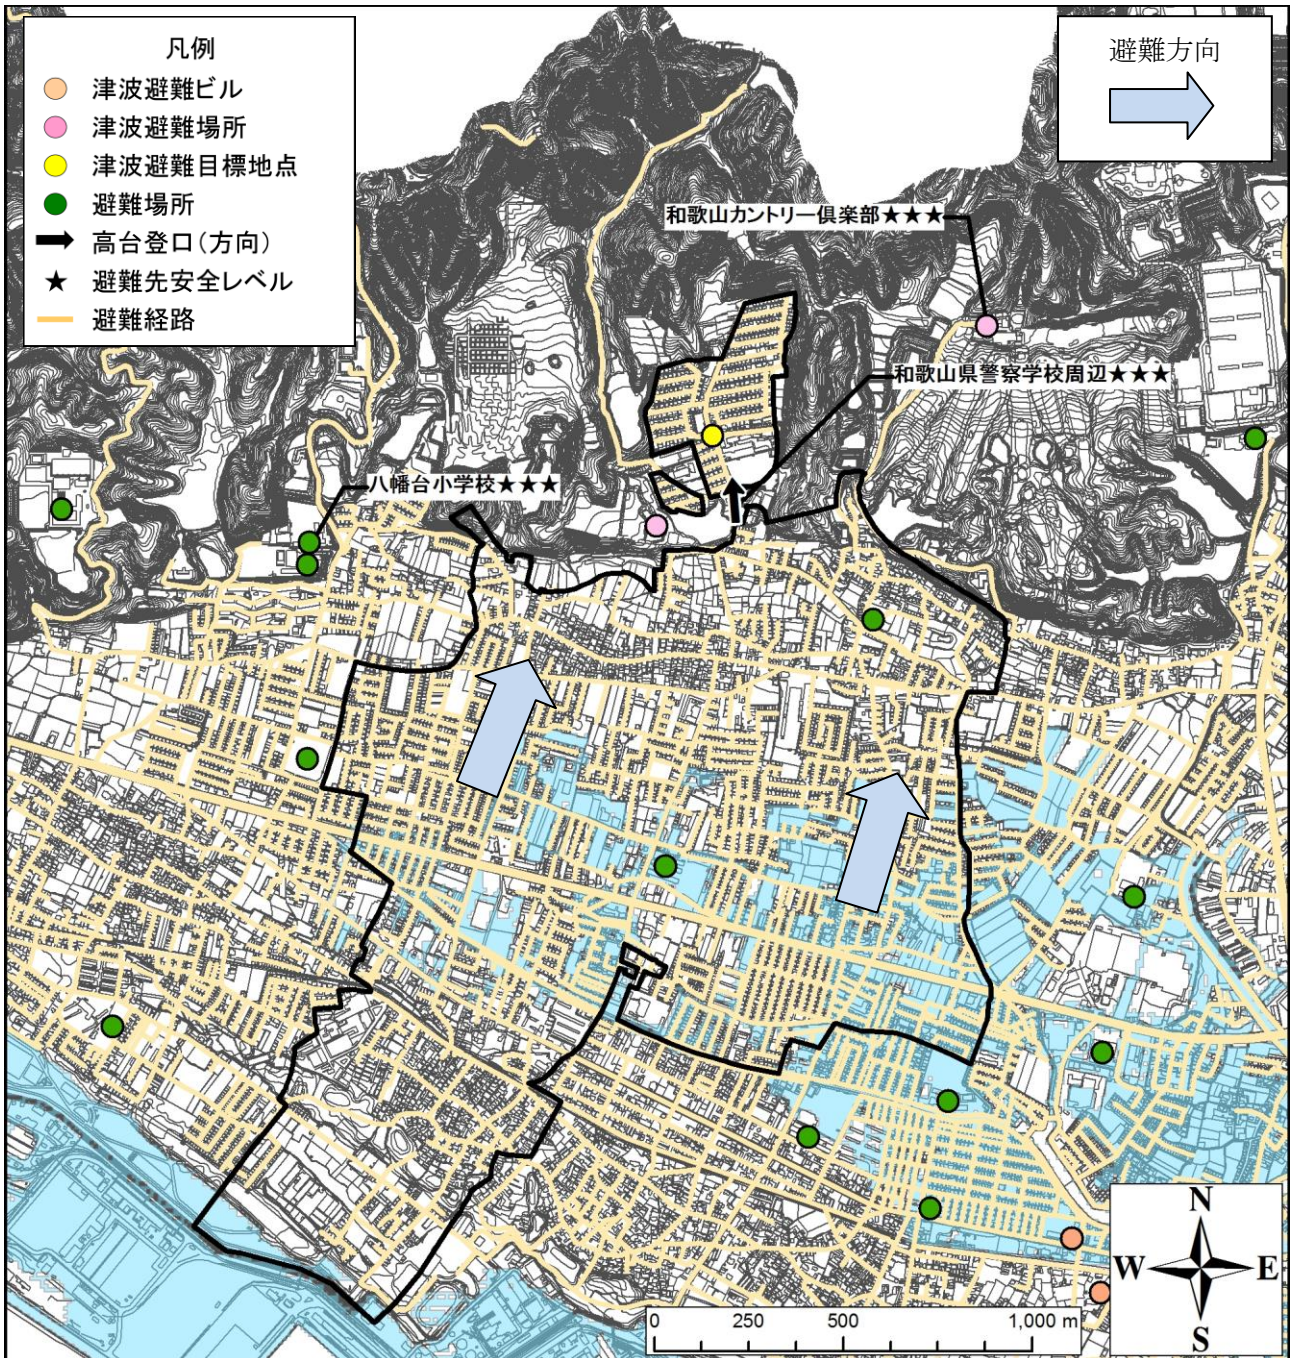 凡例
津波避難ビル
津波避難場所
津波避難目標地点
避難場所
高台登口(方向)
★ 避難先安全レベル
避難経路
避難方向
和歌山カントリー倶楽部★★★
和歌山県警察学校周辺★★★
八幡台小学校★★★
N
W E
S
0 250 500 1,000 m